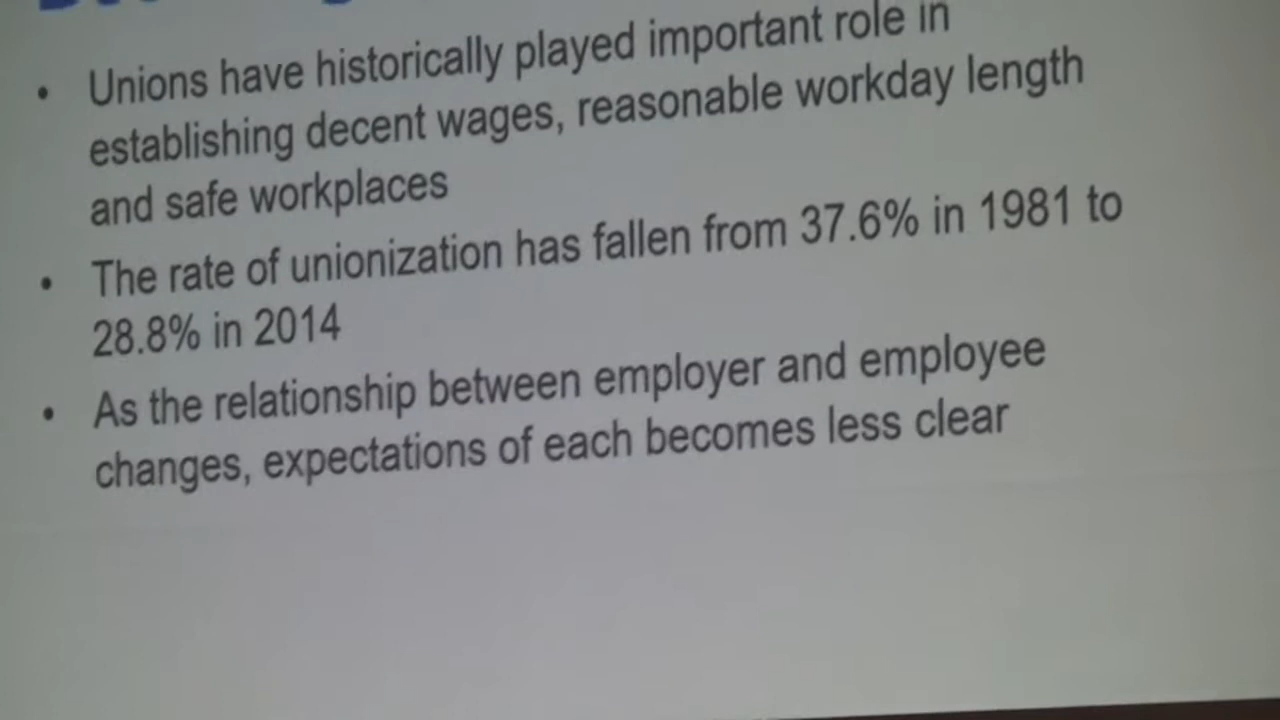 • Unions have historically played important role in
establishing decent wages, reasonable workday length
and safe workplaces
• The rate of unionization has fallen from 37.6% in 1981 to
28.8% in 2014
• As the relationship between employer and employee
changes, expectations of each becomes less clear